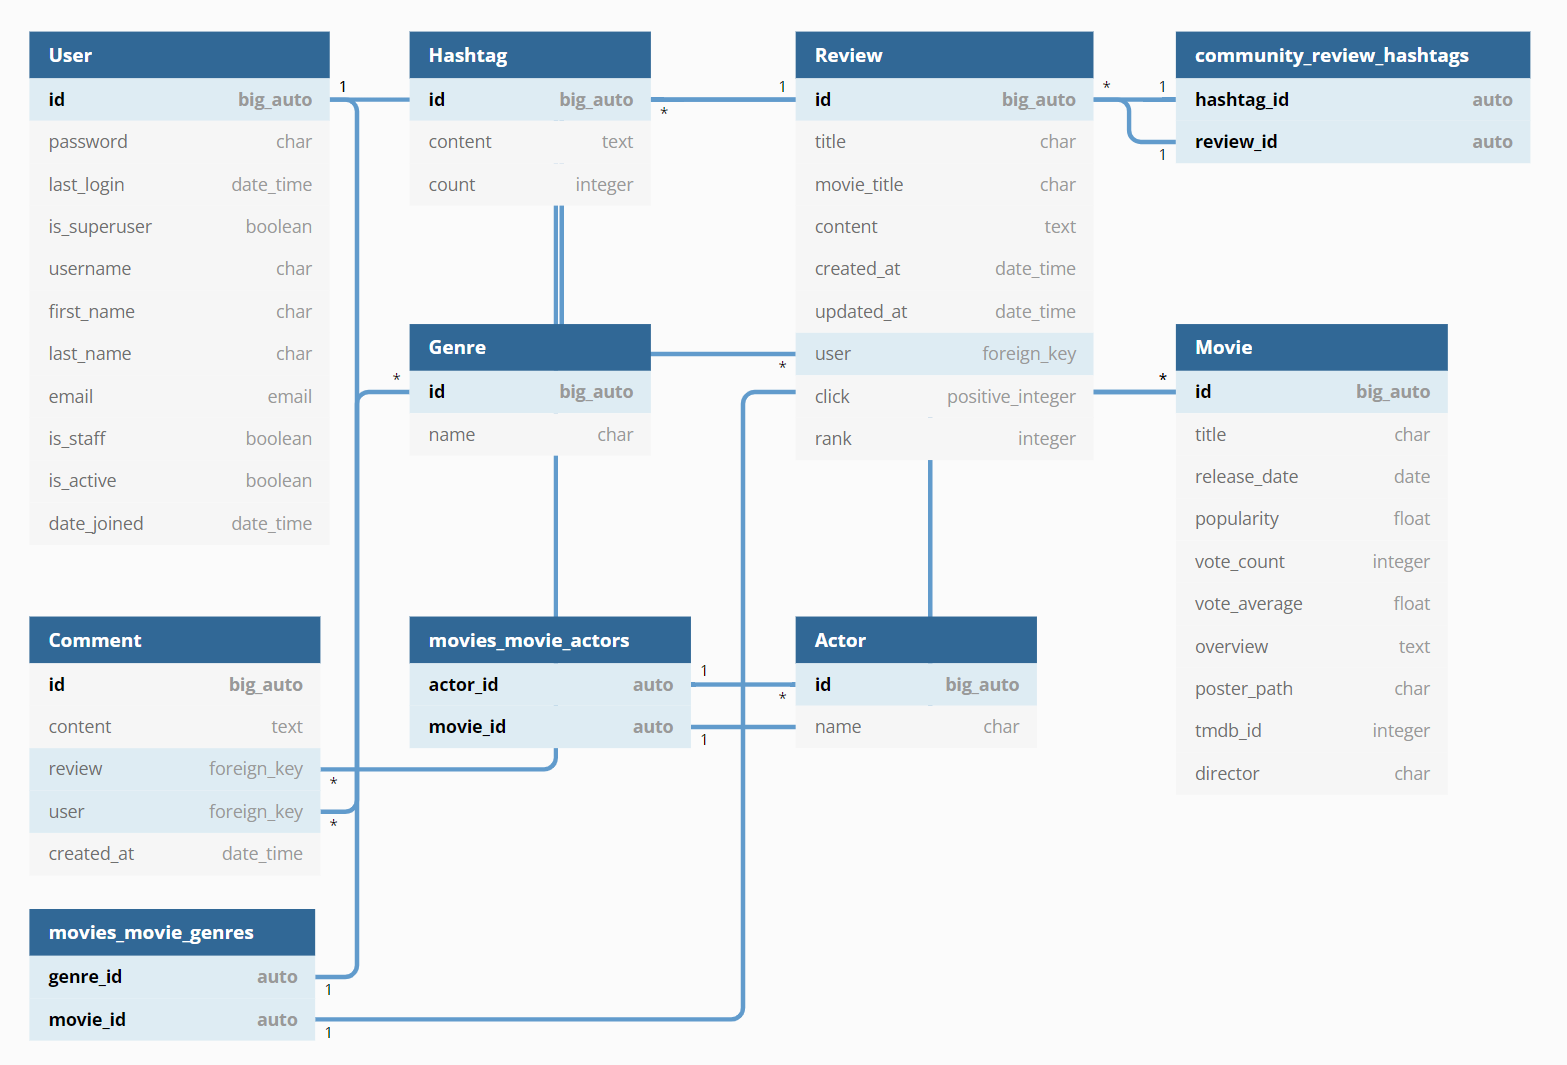 User
id big_auto
password char
last_login date_time
is_superuser boolean
username char
first_name char
last_name char
email email
is_staff boolean
is_active boolean
date_joined date_time
1
Hashtag
id big_auto
content text
count integer
*
1
Review
id big_auto
title char
movie_title char
content text
created_at date_time
updated_at date_time
user foreign_key
click positive_integer
rank integer
*
*
1
1
community_review_hashtags
hashtag_id auto
review_id auto
*
Genre
id big_auto
name char
*
Movie
id big_auto
title char
release_date date
popularity float
vote_count integer
vote_average float
overview text
poster_path char
tmdb_id integer
director char
Comment
id big_auto
content text
review foreign_key
user foreign_key
created_at date_time
*
*
movies_movie_actors
actor_id auto
movie_id auto
1
1
*
Actor
id big_auto
name char
movies_movie_genres
genre_id auto
movie_id auto
1
1